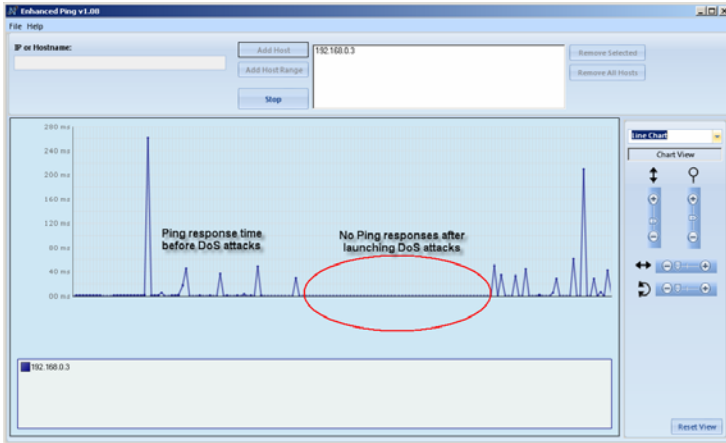 Enhanced Ping v1.00
File Help
IP or Hostname:
Add Host
Add Host Range
Stop
192.168.0.3
Remove Selected
Remove All Hosts
280 ms
240 ms
200 ms
160 ms
120 ms
80 ms
40 ms
00 ms
Ping response time
before DoS attacks
No Ping responses after
launching DoS attacks
Line Chart
Chart View
192.168.0.3
Reset View